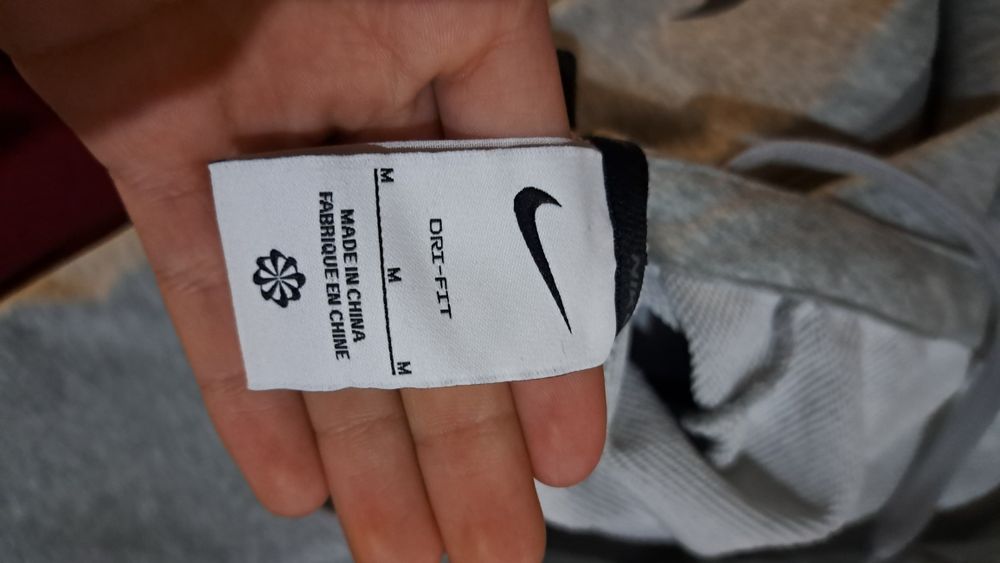 DRI-FIT
M M M
MADE IN CHINA
FABRIQUE EN CHINE